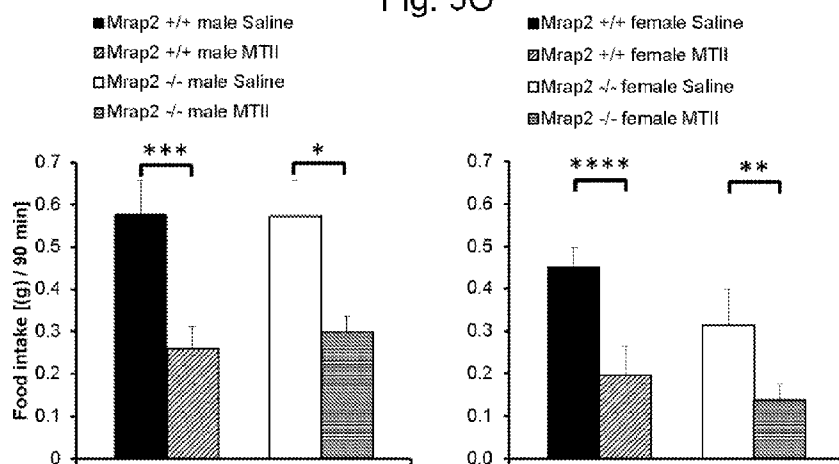 Fig. 5C
Mrap2 +/+ male Saline
Mrap2 +/+ male MTII
Mrap2 -/- male Saline
Mrap2 -/- male MTII
Mrap2 +/+ female Saline
Mrap2 +/+ female MTII
Mrap2 -/- female Saline
Mrap2 -/- female MTII
Food intake [(g) / 90 min]
0.7
0.6
0.5
0.4
0.3
0.2
0.1
0
*** *
0.7
0.6
0.5
0.4
0.3
0.2
0.1
0.0
**** **